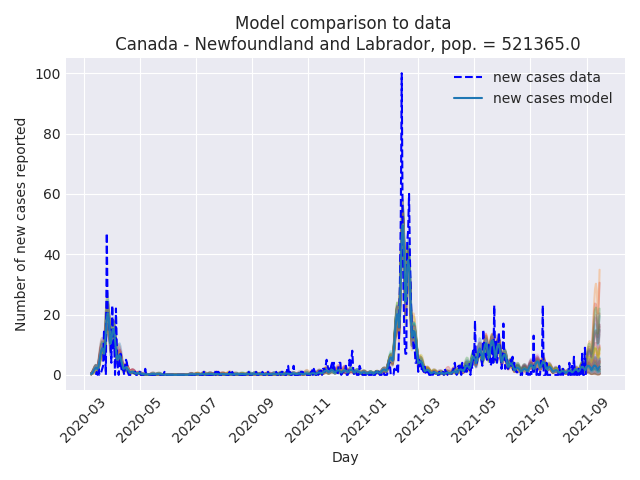 Model comparison to data
Canada - Newfoundland and Labrador, pop. = 521365.0
new cases data
new cases model
Number of new cases reported
100
80
60
40
20
0
2020-03
2020-05
2020-07
2020-09
2020-11
2021-01
2021-03
2021-05
2021-07
2021-09
Day